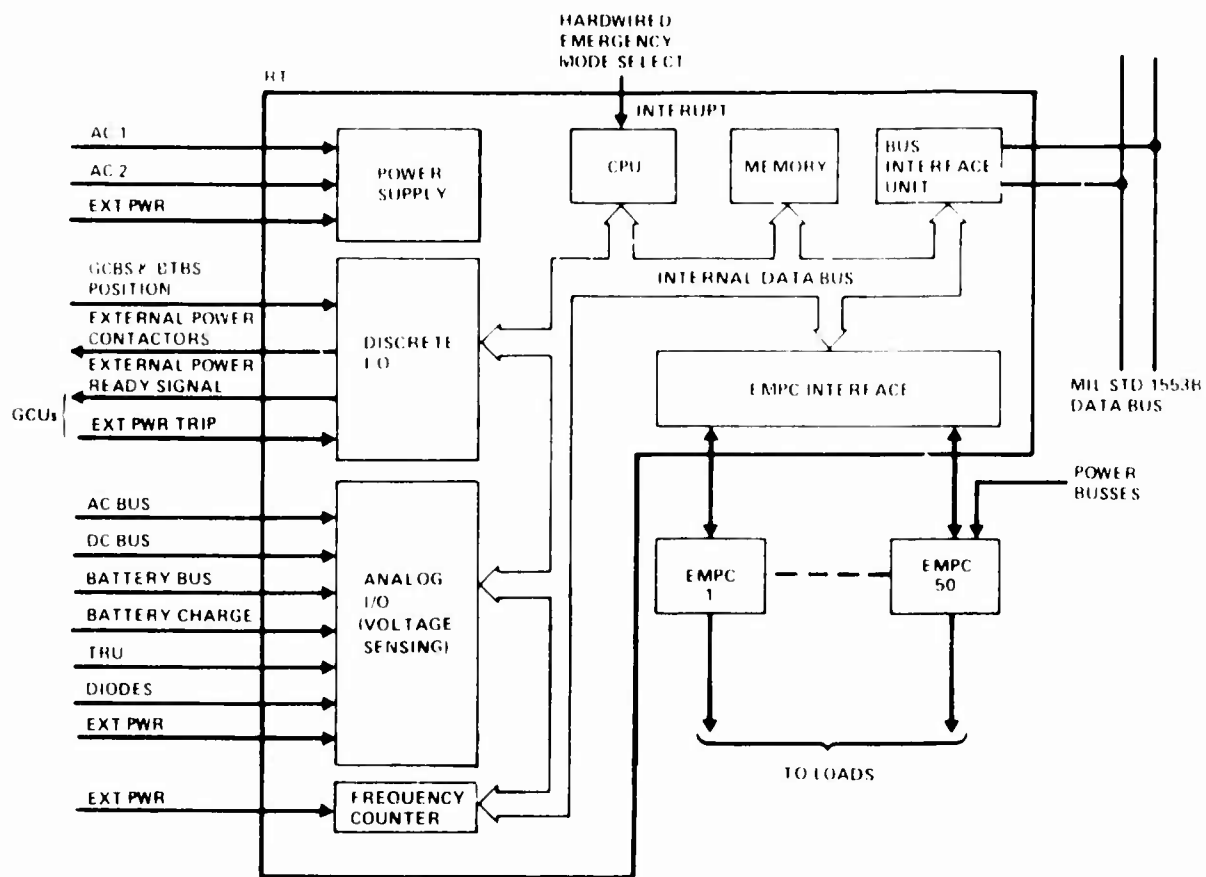 HARDWIRED
EMERGENCY
MODE SELECT
RT
INTERUPT
AC 1
AC 2
EXT PWR
POWER
SUPPLY
CPU
MEMORY
BUS
INTERFACE
UNIT
GCBS & BTBS
POSITION
EXTERNAL POWER
CONTACTORS
EXTERNAL POWER
READY SIGNAL
GCUs
EXT PWR TRIP
DISCRETE
I/O
INTERNAL DATA BUS
EMPC INTERFACE
MIL STD 1553B
DATA BUS
POWER
BUSSES
AC BUS
DC BUS
BATTERY BUS
BATTERY CHARGE
TRU
DIODES
EXT PWR
ANALOG
I/O
(VOLTAGE
SENSING)
EMPC
1
EMPC
50
TO LOADS
EXT PWR
FREQUENCY
COUNTER